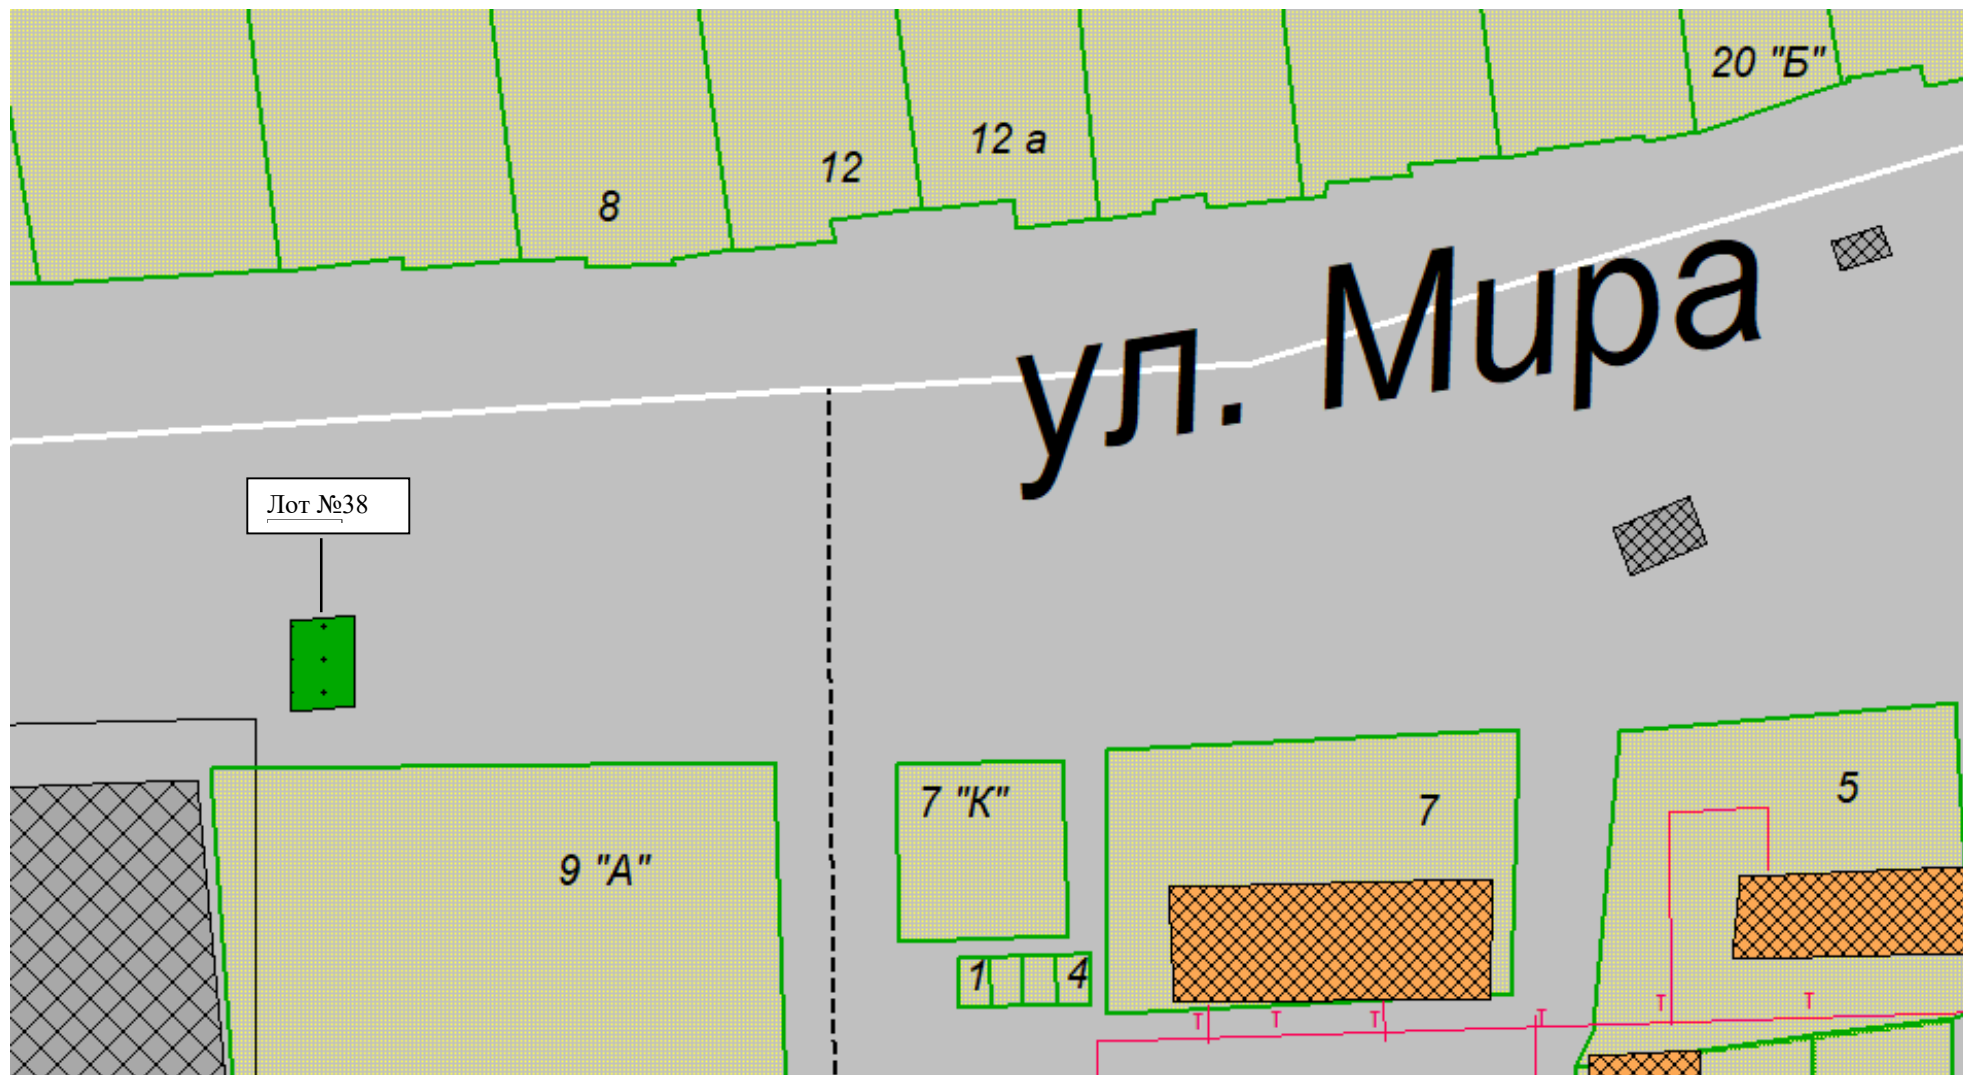 20 "Б"
12 а
12
8
ул. Мира
Лот №38
5
7 "К"
7
9 "А"
1
4
Т
Т
Т
Т
Т
Т